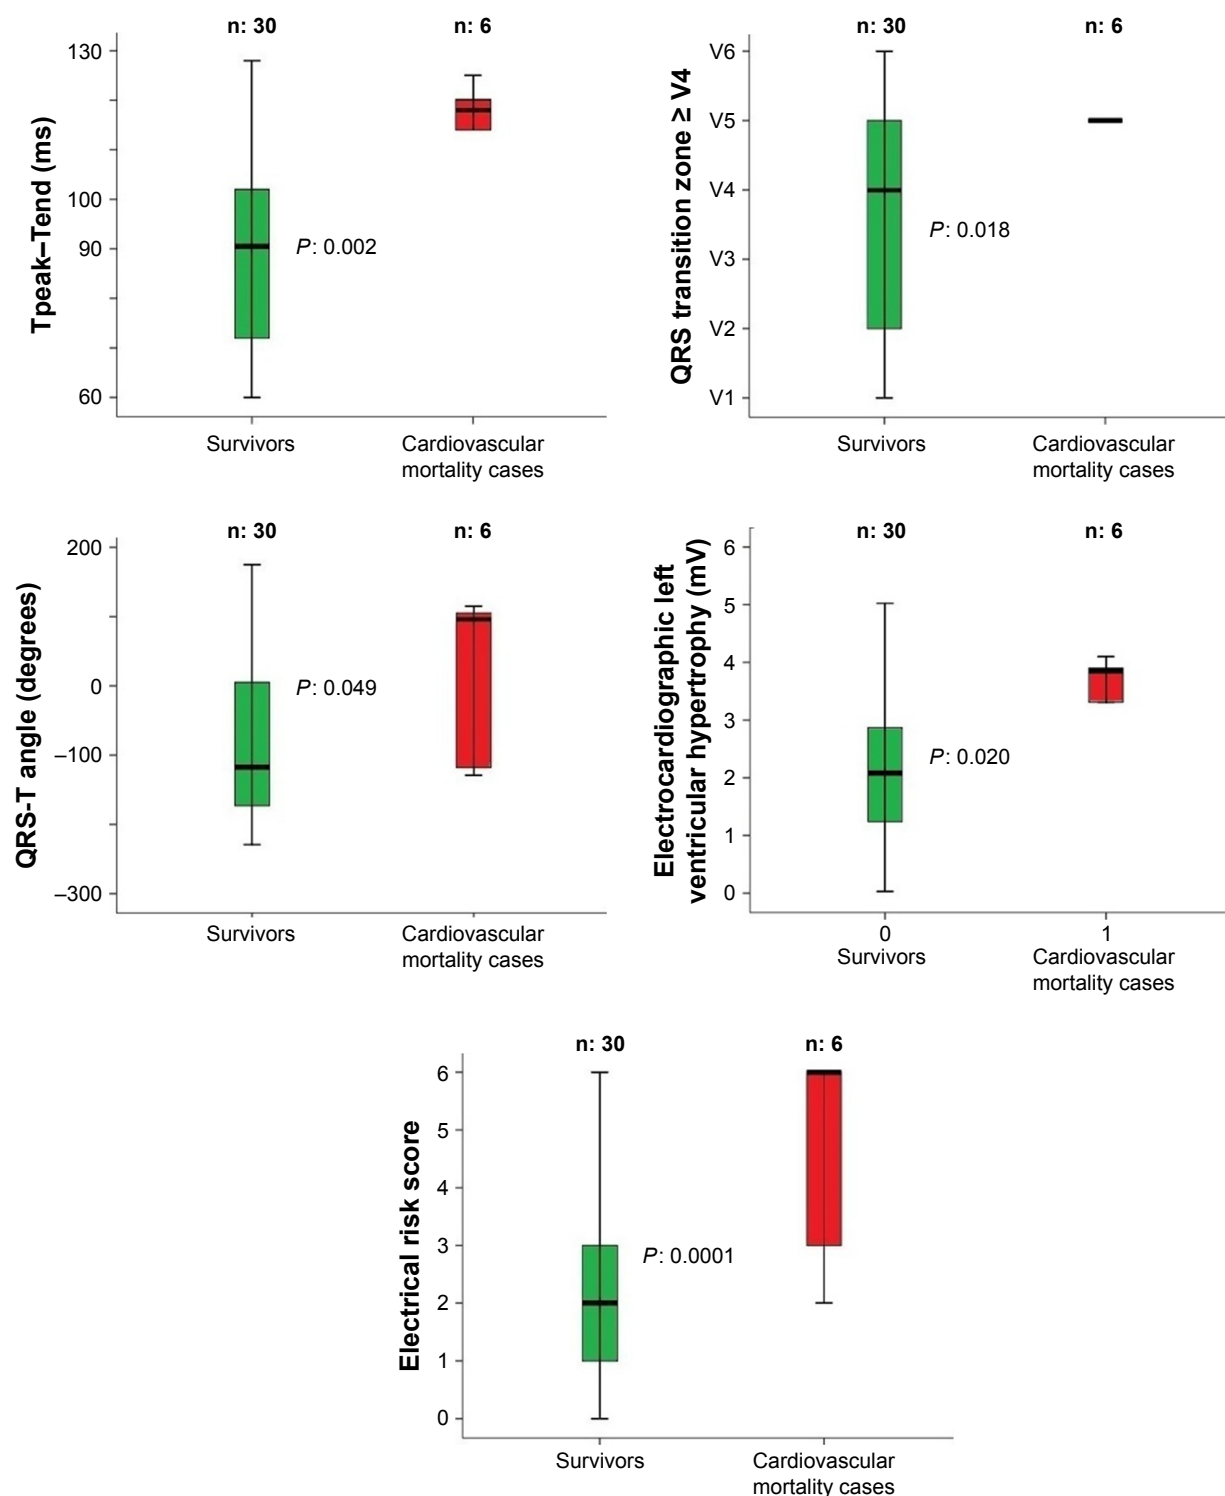 n: 30
n: 6
Tpeak–Tend (ms)
130
100
90
60
P: 0.002
Survivors
Cardiovascular
mortality cases
n: 30
n: 6
QRS transition zone ≥ V4
V6
V5
V4
V3
V2
V1
P: 0.018
Survivors
Cardiovascular
mortality cases
n: 30
n: 6
QRS-T angle (degrees)
200
0
–100
–300
P: 0.049
Survivors
Cardiovascular
mortality cases
n: 30
n: 6
Electrocardiographic left
ventricular hypertrophy (mV)
6
5
4
3
2
1
0
P: 0.020
0
Survivors
1
Cardiovascular
mortality cases
n: 30
n: 6
Electrical risk score
6
5
4
3
2
1
0
P: 0.0001
Survivors
Cardiovascular
mortality cases